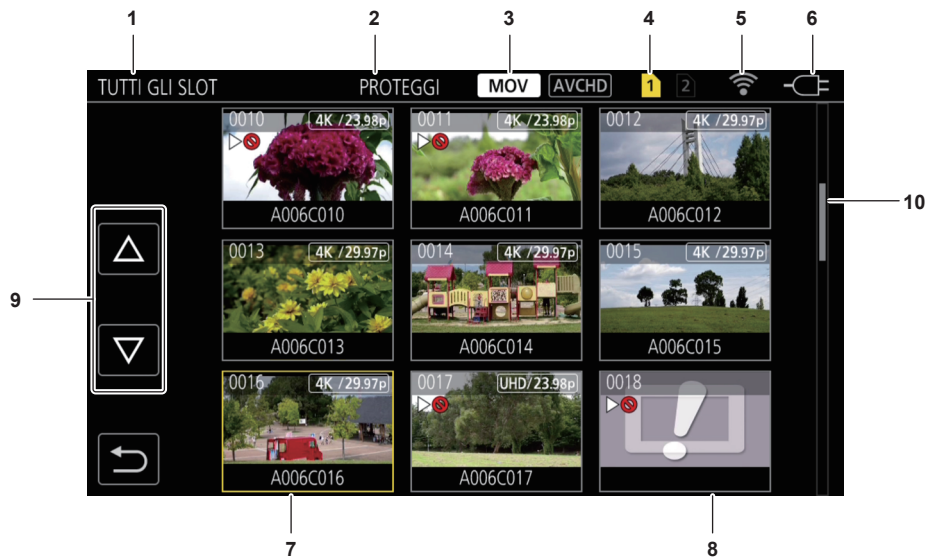 1 2 3 4 5 6
TUTTI GLI SLOT PROTEGGI MOV AVCHD 1 2
0010 4K /23.98p 0011 4K /23.98p 0012 4K /29.97p
A006C010 A006C011 A006C012
10
0013 4K /29.97p 0014 4K /29.97p 0015 4K /29.97p
9
A006C013 A006C014 A006C015
0016 4K /29.97p 0017 UHD/23.98p 0018
A006C016 A006C017
7 8